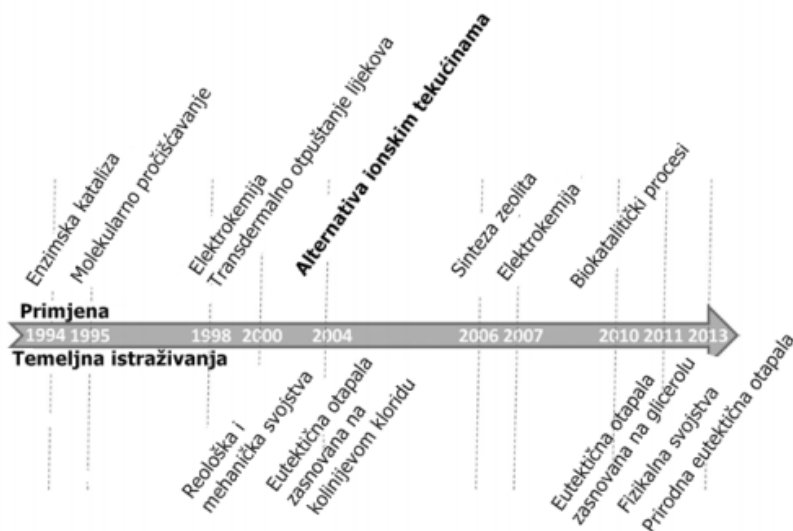 Enzimska kataliza
Molekularno pročišćavanje
Elektrokemija
Transdermalno otpuštanje lijekova
Alternativa ionskim tekućinama
Sinteza zeolita
Elektrokemija
Biokatalitički procesi
Primjena
1994 1995 1998 2000 2004 2006 2007 2010 2011 2013
Temeljna istraživanja
Reološka i
mehanička svojstva
Eutektična otapala
zasnovana na
kolinijevom kloridu
Eutektična otapala
zasnovana na glicerolu
Fizikalna svojstva
Prirodna eutektična otapala